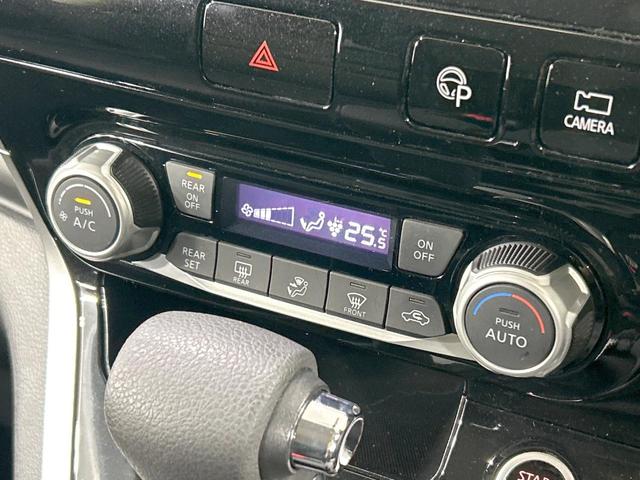 P
CAMERA
PUSH
A/C
REAR
ON
OFF
25.5 °C
ON
OFF
REAR
SET
REAR
FRONT
PUSH
AUTO